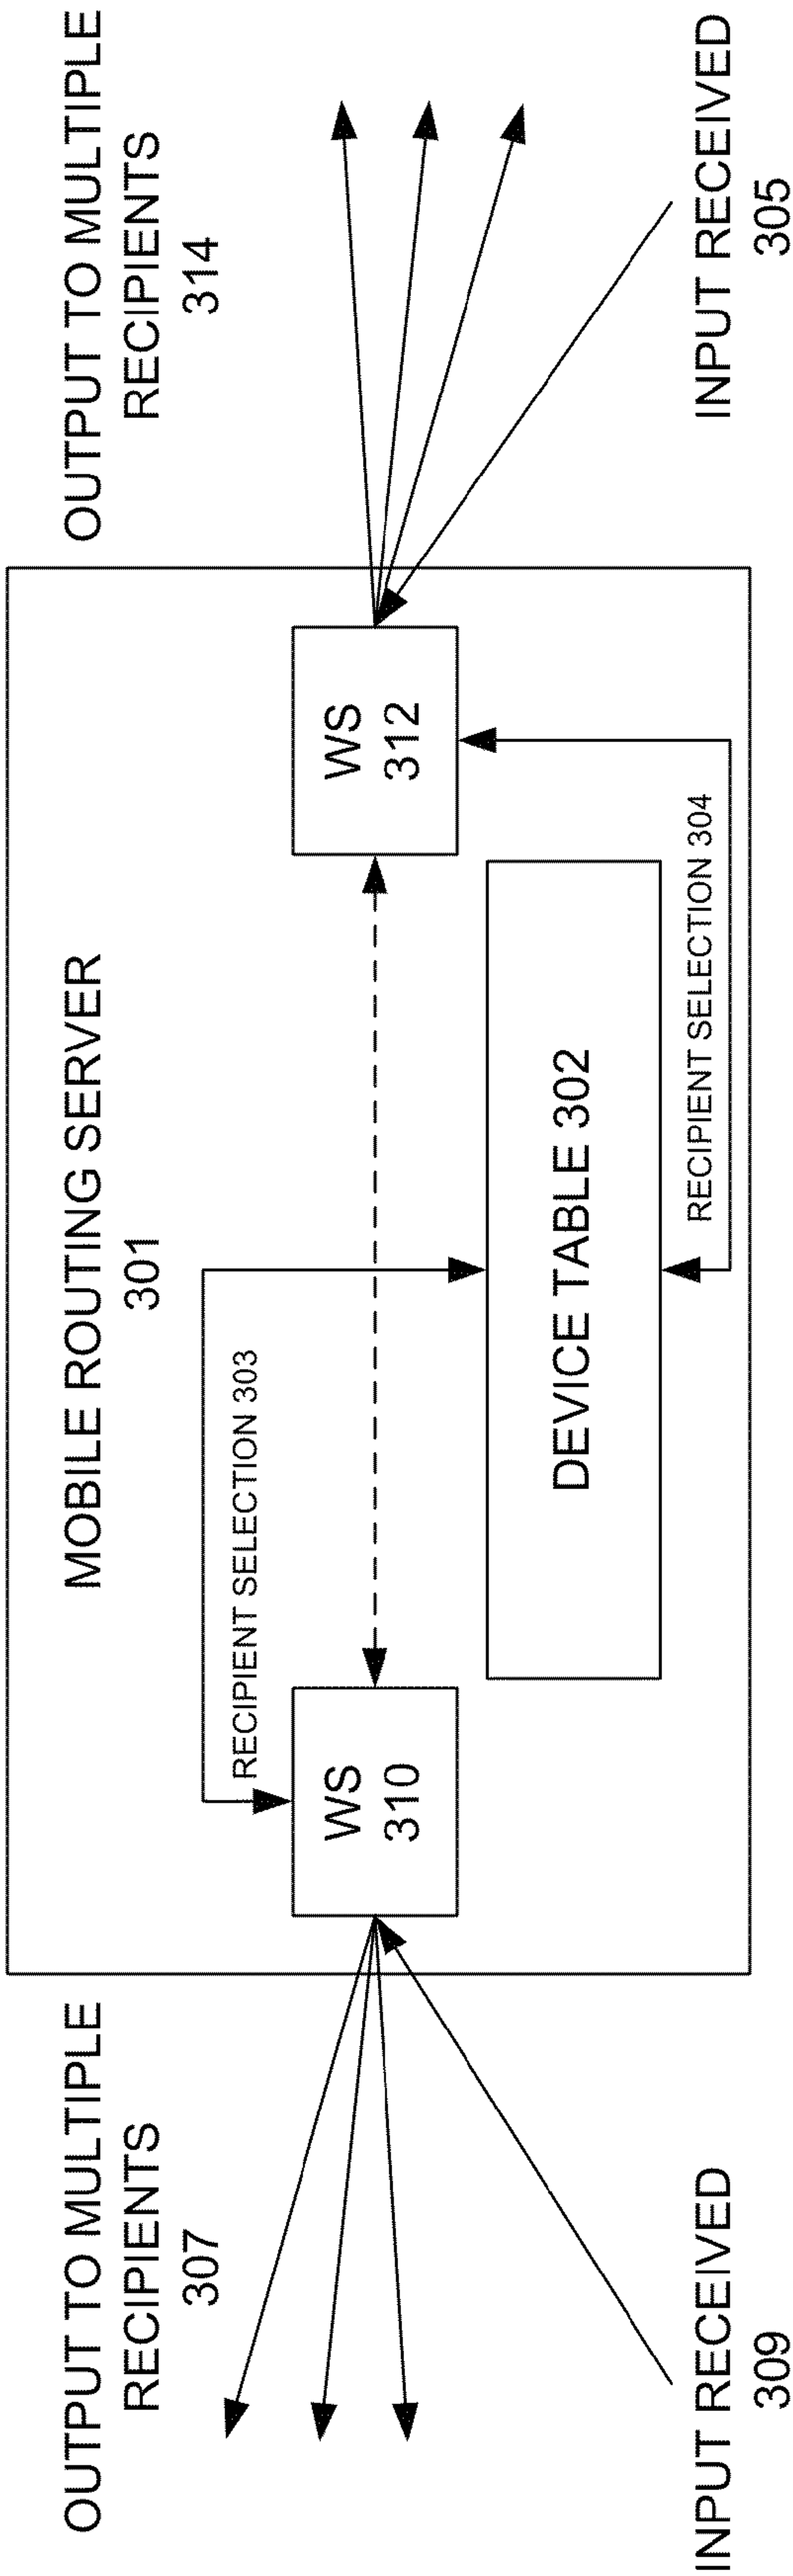 OUTPUT TO MULTIPLE
RECIPIENTS
307
INPUT RECEIVED
309
MOBILE ROUTING SERVER
301
RECIPIENT SELECTION 303
WS
310
DEVICE TABLE 302
WS
312
RECIPIENT SELECTION 304
OUTPUT TO MULTIPLE
RECIPIENTS
314
INPUT RECEIVED
305